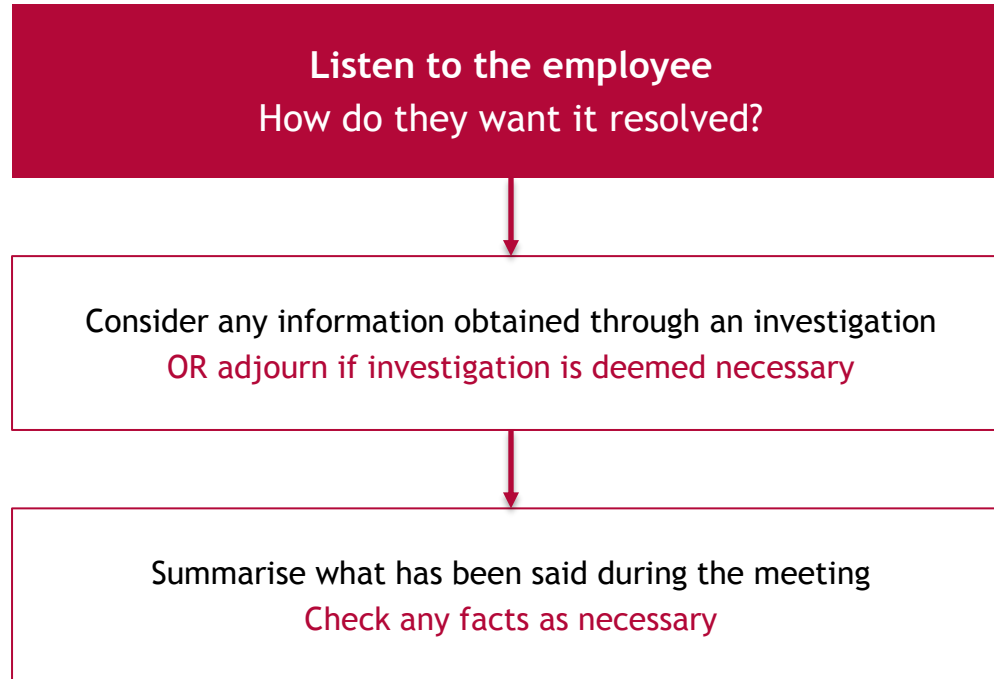 Listen to the employee
How do they want it resolved?
Consider any information obtained through an investigation
OR adjourn if investigation is deemed necessary
Summarise what has been said during the meeting
Check any facts as necessary